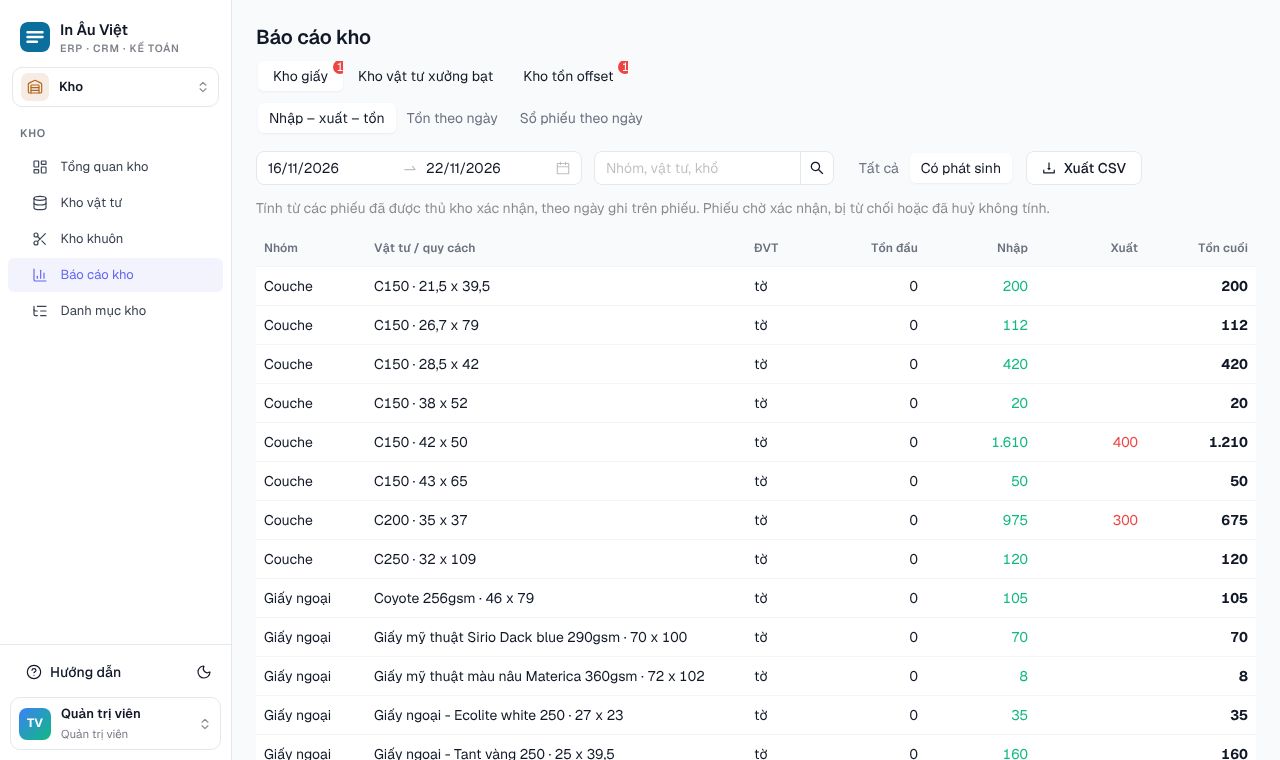 In Âu Việt
ERP · CRM · KẾ TOÁN
Kho
KHO
Tổng quan kho
Kho vật tư
Kho khuôn
Báo cáo kho
Danh mục kho
Hướng dẫn
TV
Quản trị viên
Quản trị viên
Báo cáo kho
Kho giấy 1 Kho vật tư xưởng bạt Kho tồn offset 1
Nhập – xuất – tồn Tồn theo ngày Sổ phiếu theo ngày
16/11/2026 → 22/11/2026 Nhóm, vật tư, khổ Tất cả Có phát sinh Xuất CSV
Tính từ các phiếu đã được thủ kho xác nhận, theo ngày ghi trên phiếu. Phiếu chờ xác nhận, bị từ chối hoặc đã huỷ không tính.
Nhóm Vật tư / quy cách ĐVT Tồn đầu Nhập Xuất Tồn cuối
Couche C150 · 21,5 x 39,5 tờ 0 200 200
Couche C150 · 26,7 x 79 tờ 0 112 112
Couche C150 · 28,5 x 42 tờ 0 420 420
Couche C150 · 38 x 52 tờ 0 20 20
Couche C150 · 42 x 50 tờ 0 1.610 400 1.210
Couche C150 · 43 x 65 tờ 0 50 50
Couche C200 · 35 x 37 tờ 0 975 300 675
Couche C250 · 32 x 109 tờ 0 120 120
Giấy ngoại Coyote 256gsm · 46 x 79 tờ 0 105 105
Giấy ngoại Giấy mỹ thuật Sirio Dack blue 290gsm · 70 x 100 tờ 0 70 70
Giấy ngoại Giấy mỹ thuật màu nâu Materica 360gsm · 72 x 102 tờ 0 8 8
Giấy ngoại Giấy ngoại - Ecolite white 250 · 27 x 23 tờ 0 35 35
Giấy ngoại Giấy ngoại - Tant vàng 250 · 25 x 39,5 tờ 0 160 160